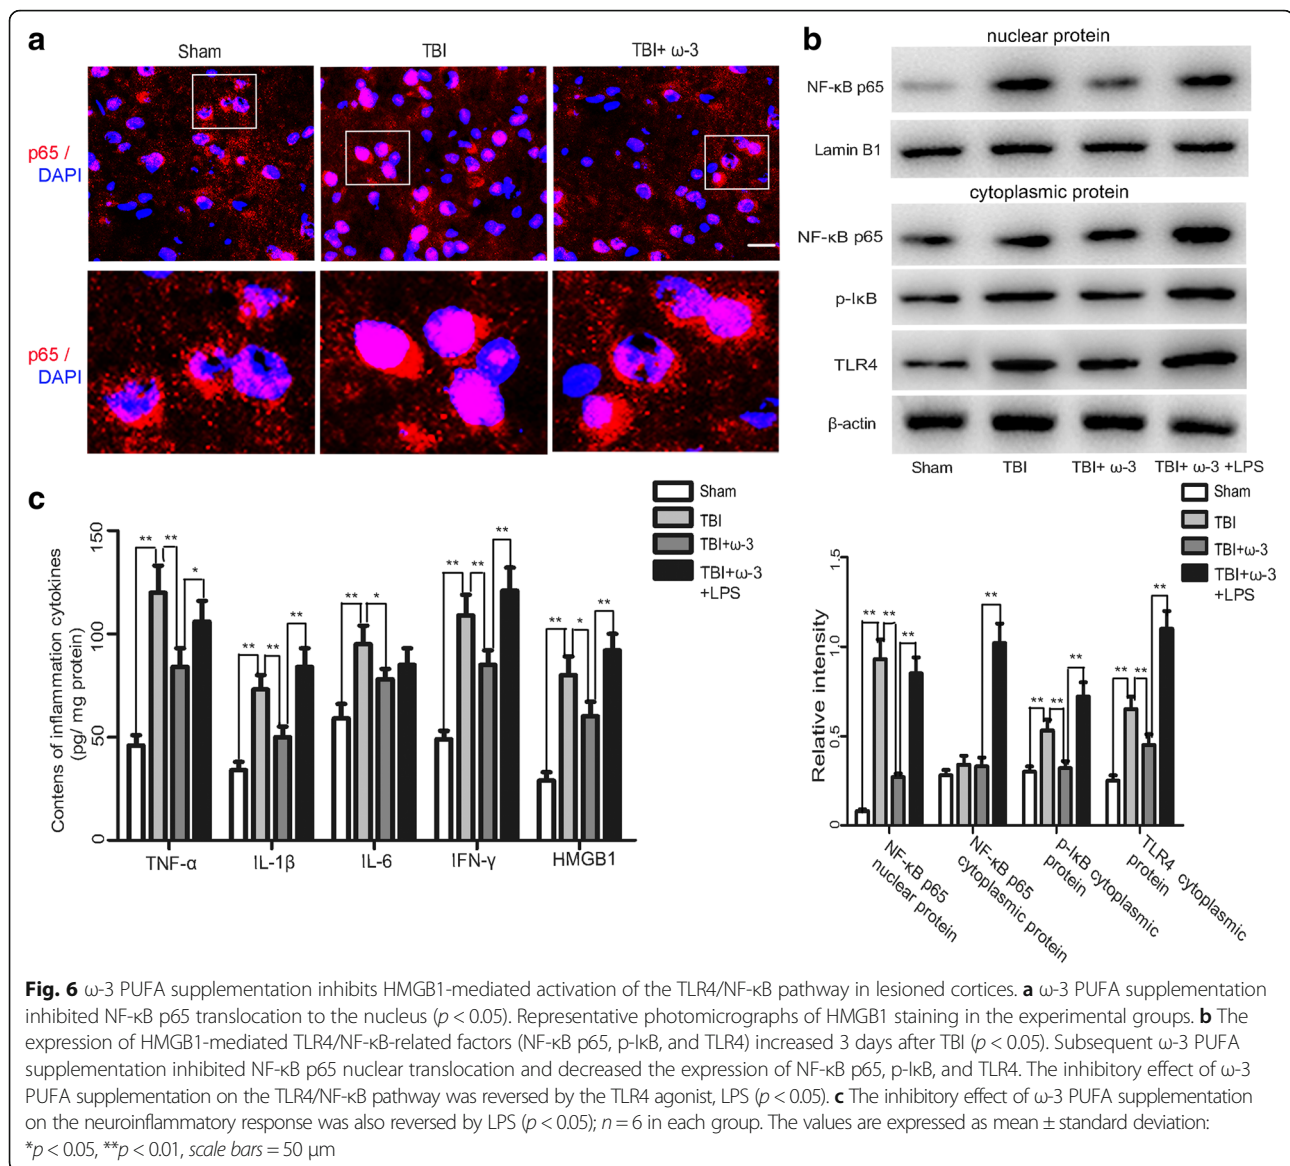 a
Sham
TBI
TBI+ ω-3
p65 /
DAPI
p65 /
DAPI
b
nuclear protein
NF-κB p65
Lamin B1
cytoplasmic protein
NF-κB p65
p-IκB
TLR4
β-actin
Sham
TBI
TBI+ ω-3
TBI+ ω-3 +LPS
c
Sham
TBI
TBI+ω-3
TBI+ω-3
+LPS
Contens of inflammation cytokines
(pg/ mg protein)
150
100
50
0
** ** *
** ** **
** *
** ** **
** * **
TNF-α
IL-1β
IL-6
IFN-γ
HMGB1
Sham
TBI
TBI+ω-3
TBI+ω-3
+LPS
Relative intensity
1.5
1.0
0.5
0
** ** **
**
** ** **
** ** **
NF-κB p65
nuclear protein
NF-κB p65
cytoplasmic protein
p-IκB cytoplasmic
protein
TLR4 cytoplasmic
protein
Fig. 6 ω-3 PUFA supplementation inhibits HMGB1-mediated activation of the TLR4/NF-κB pathway in lesioned cortices. a ω-3 PUFA supplementation
inhibited NF-κB p65 translocation to the nucleus (p < 0.05). Representative photomicrographs of HMGB1 staining in the experimental groups. b The
expression of HMGB1-mediated TLR4/NF-κB-related factors (NF-κB p65, p-IκB, and TLR4) increased 3 days after TBI (p < 0.05). Subsequent ω-3 PUFA
supplementation inhibited NF-κB p65 nuclear translocation and decreased the expression of NF-κB p65, p-IκB, and TLR4. The inhibitory effect of ω-3
PUFA supplementation on the TLR4/NF-κB pathway was reversed by the TLR4 agonist, LPS (p < 0.05). c The inhibitory effect of ω-3 PUFA supplementation
on the neuroinflammatory response was also reversed by LPS (p < 0.05); n = 6 in each group. The values are expressed as mean ± standard deviation:
*p < 0.05, **p < 0.01, scale bars = 50 μm